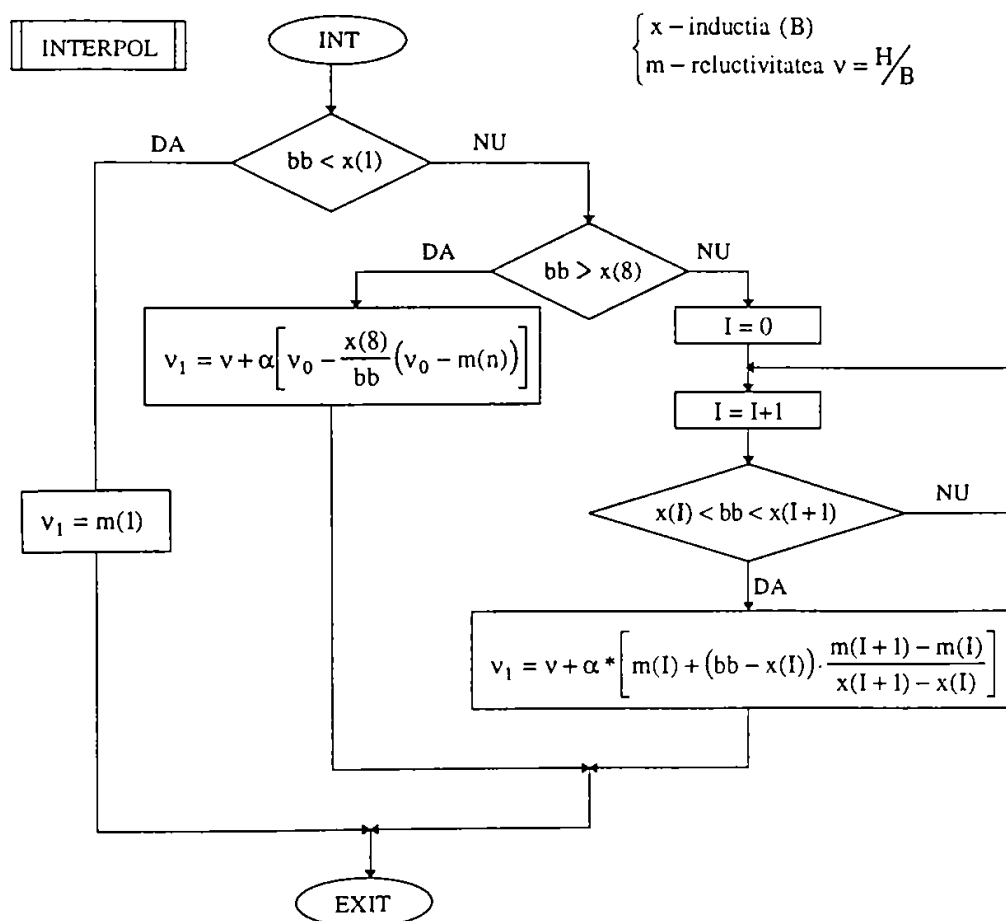 INTERPOL
INT
x – inductia (B)
m – reluctivitatea ν = H/B
DA
bb < x(1)
NU
DA
bb > x(8)
NU
ν₁ = ν + α[ν₀ – x(8)/bb (ν₀ – m(n))]
I = 0
I = I+1
ν₁ = m(1)
x(I) < bb < x(I+1)
NU
DA
ν₁ = ν + α * [m(I) + (bb – x(I)) · m(I+1) – m(I)/x(I+1) – x(I)]
EXIT